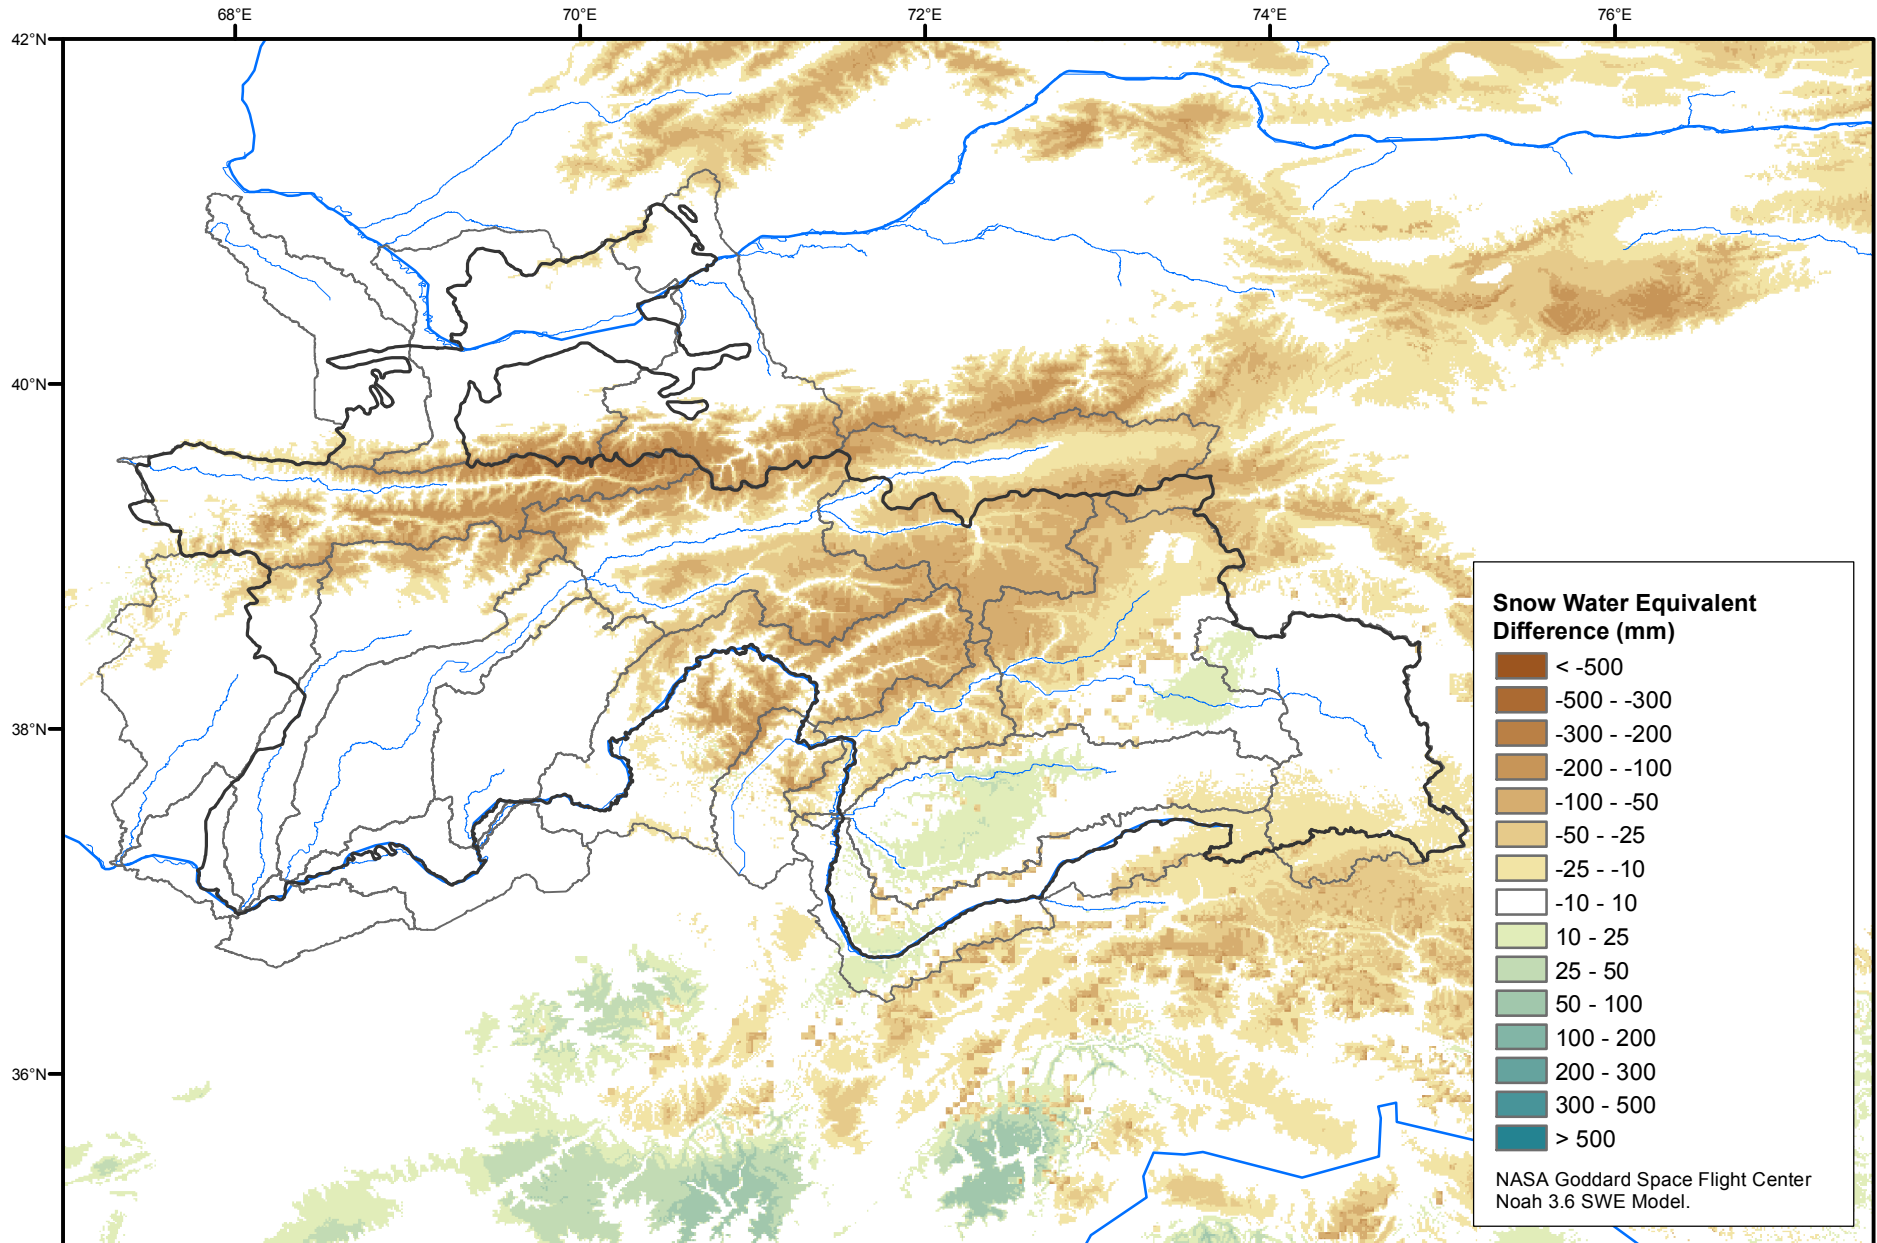 68°E
70°E
72°E
74°E
76°E
42°N
40°N
38°N
36°N
Snow Water Equivalent
Difference (mm)
< -500
-500 - -300
-300 - -200
-200 - -100
-100 - -50
-50 - -25
-25 - -10
-10 - 10
10 - 25
25 - 50
50 - 100
100 - 200
200 - 300
300 - 500
> 500
NASA Goddard Space Flight Center
Noah 3.6 SWE Model.